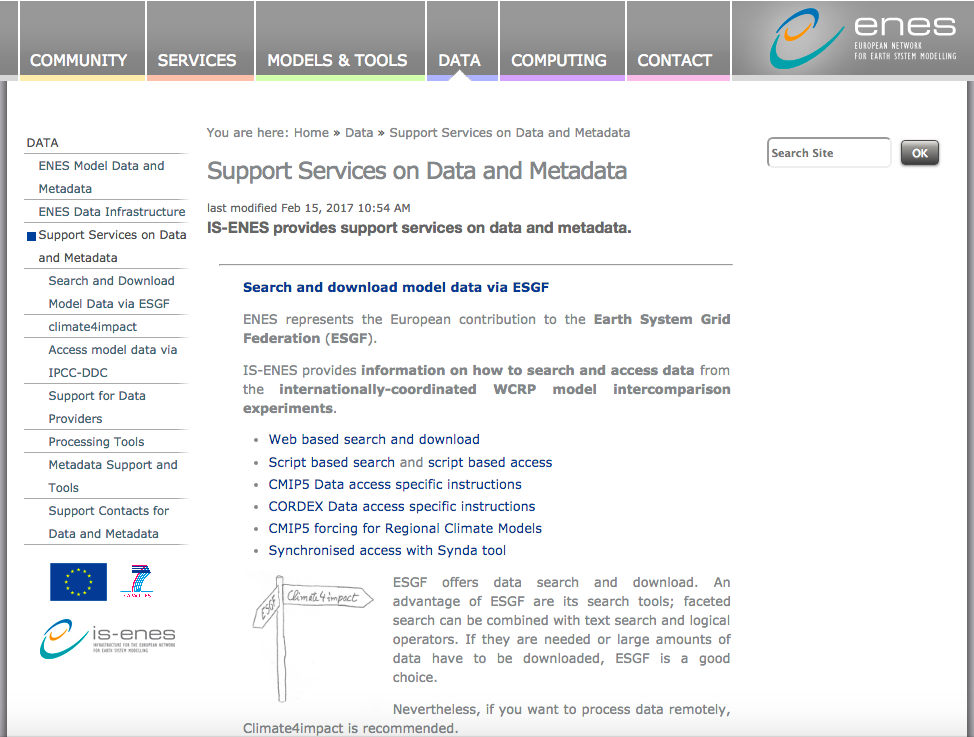 COMMUNITY
SERVICES
MODELS & TOOLS
DATA
COMPUTING
CONTACT
enes
EUROPEAN NETWORK
FOR EARTH SYSTEM MODELLING
DATA
ENES Model Data and
Metadata
ENES Data Infrastructure
Support Services on Data
and Metadata
Search and Download
Model Data via ESGF
climate4impact
Access model data via
IPCC-DDC
Support for Data
Providers
Processing Tools
Metadata Support and
Tools
Support Contacts for
Data and Metadata
is-enes
INFRASTRUCTURE FOR THE EUROPEAN NETWORK
FOR EARTH SYSTEM MODELLING
You are here: Home » Data » Support Services on Data and Metadata
Search Site
OK
Support Services on Data and Metadata
last modified Feb 15, 2017 10:54 AM
IS-ENES provides support services on data and metadata.
Search and download model data via ESGF
ENES represents the European contribution to the Earth System Grid
Federation (ESGF).
IS-ENES provides information on how to search and access data from
the internationally-coordinated WCRP model intercomparison
experiments.
• Web based search and download
• Script based search and script based access
• CMIP5 Data access specific instructions
• CORDEX Data access specific instructions
• CMIP5 forcing for Regional Climate Models
• Synchronised access with Synda tool
ESGF
Climate4impact
ESGF offers data search and download. An
advantage of ESGF are its search tools; faceted
search can be combined with text search and logical
operators. If they are needed or large amounts of
data have to be downloaded, ESGF is a good
choice.
Nevertheless, if you want to process data remotely,
Climate4impact is recommended.